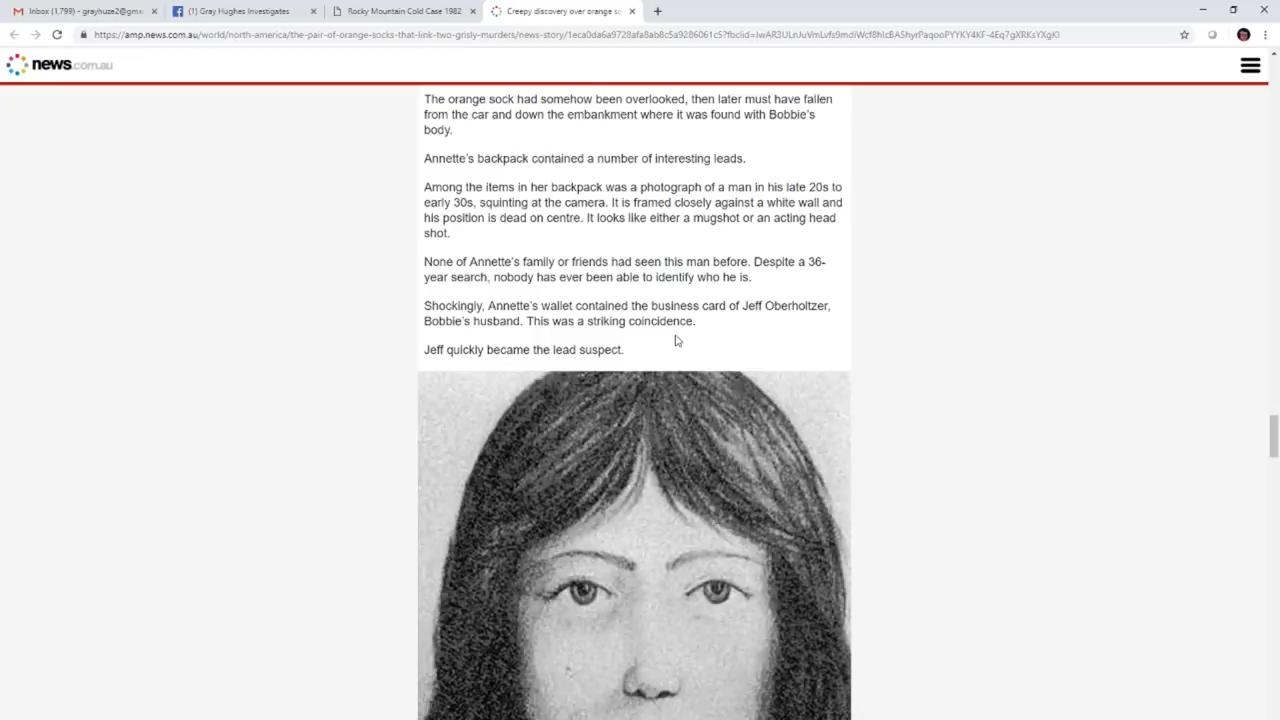 Inbox (1,799) - grayhuze2@gm
(1) Gray Hughes Investigates
Rocky Mountain Cold Case 1982
Creepy discovery over orange s
https://amp.news.com.au/world/north-america/the-pair-of-orange-socks-that-link-two-grisly-murders/news-story/
news.com.au
The orange sock had somehow been overlooked, then later must have fallen
from the car and down the embankment where it was found with Bobbie's
body.
Annette's backpack contained a number of interesting leads.
Among the items in her backpack was a photograph of a man in his late 20s to
early 30s, squinting at the camera. It is framed closely against a white wall and
his position is dead on centre. It looks like either a mugshot or an acting head
shot.
None of Annette's family or friends had seen this man before. Despite a 36-
year search, nobody has ever been able to identify who he is.
Shockingly, Annette's wallet contained the business card of Jeff Oberholtzer,
Bobbie's husband. This was a striking coincidence.
Jeff quickly became the lead suspect.